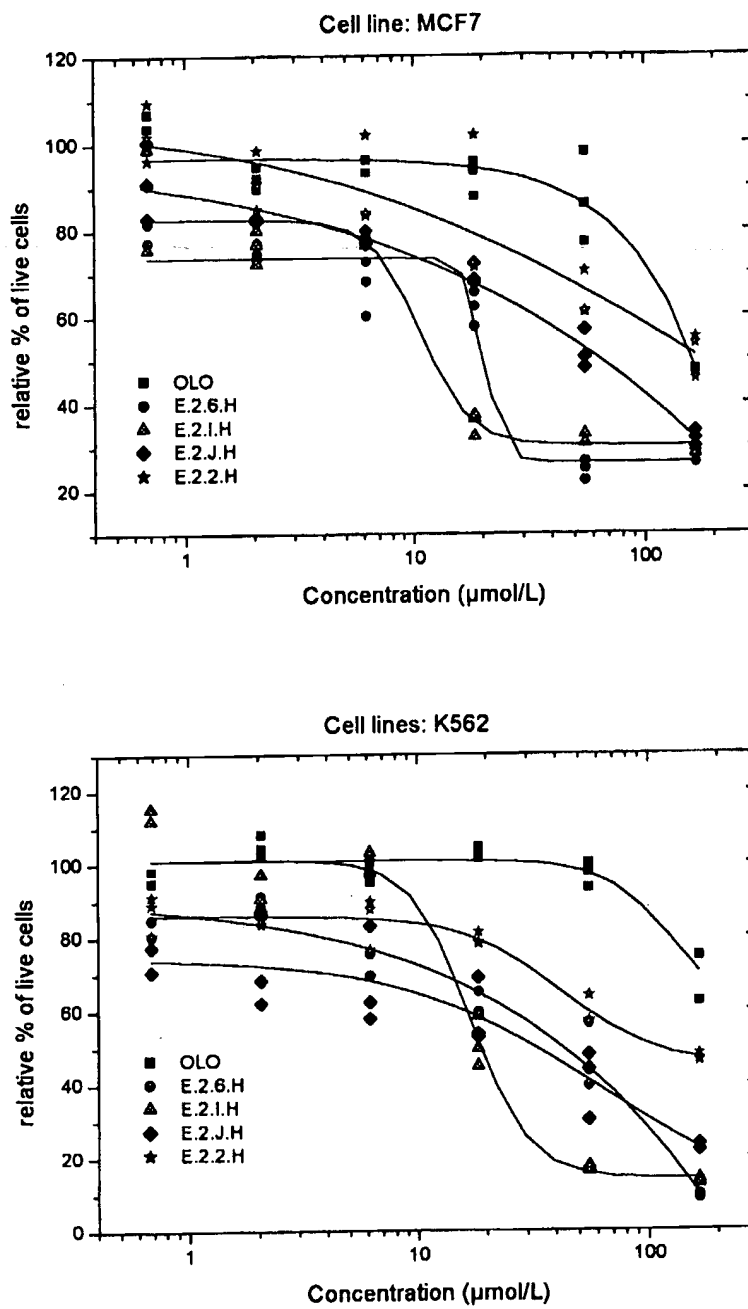 Cell line: MCF7
120
100
80
60
40
20
relative % of live cells
OLO
E.2.6.H
E.2.I.H
E.2.J.H
E.2.2.H
1
10
100
Concentration (µmol/L)
Cell lines: K562
120
100
80
60
40
20
0
relative % of live cells
OLO
E.2.6.H
E.2.I.H
E.2.J.H
E.2.2.H
1
10
100
Concentration (µmol/L)